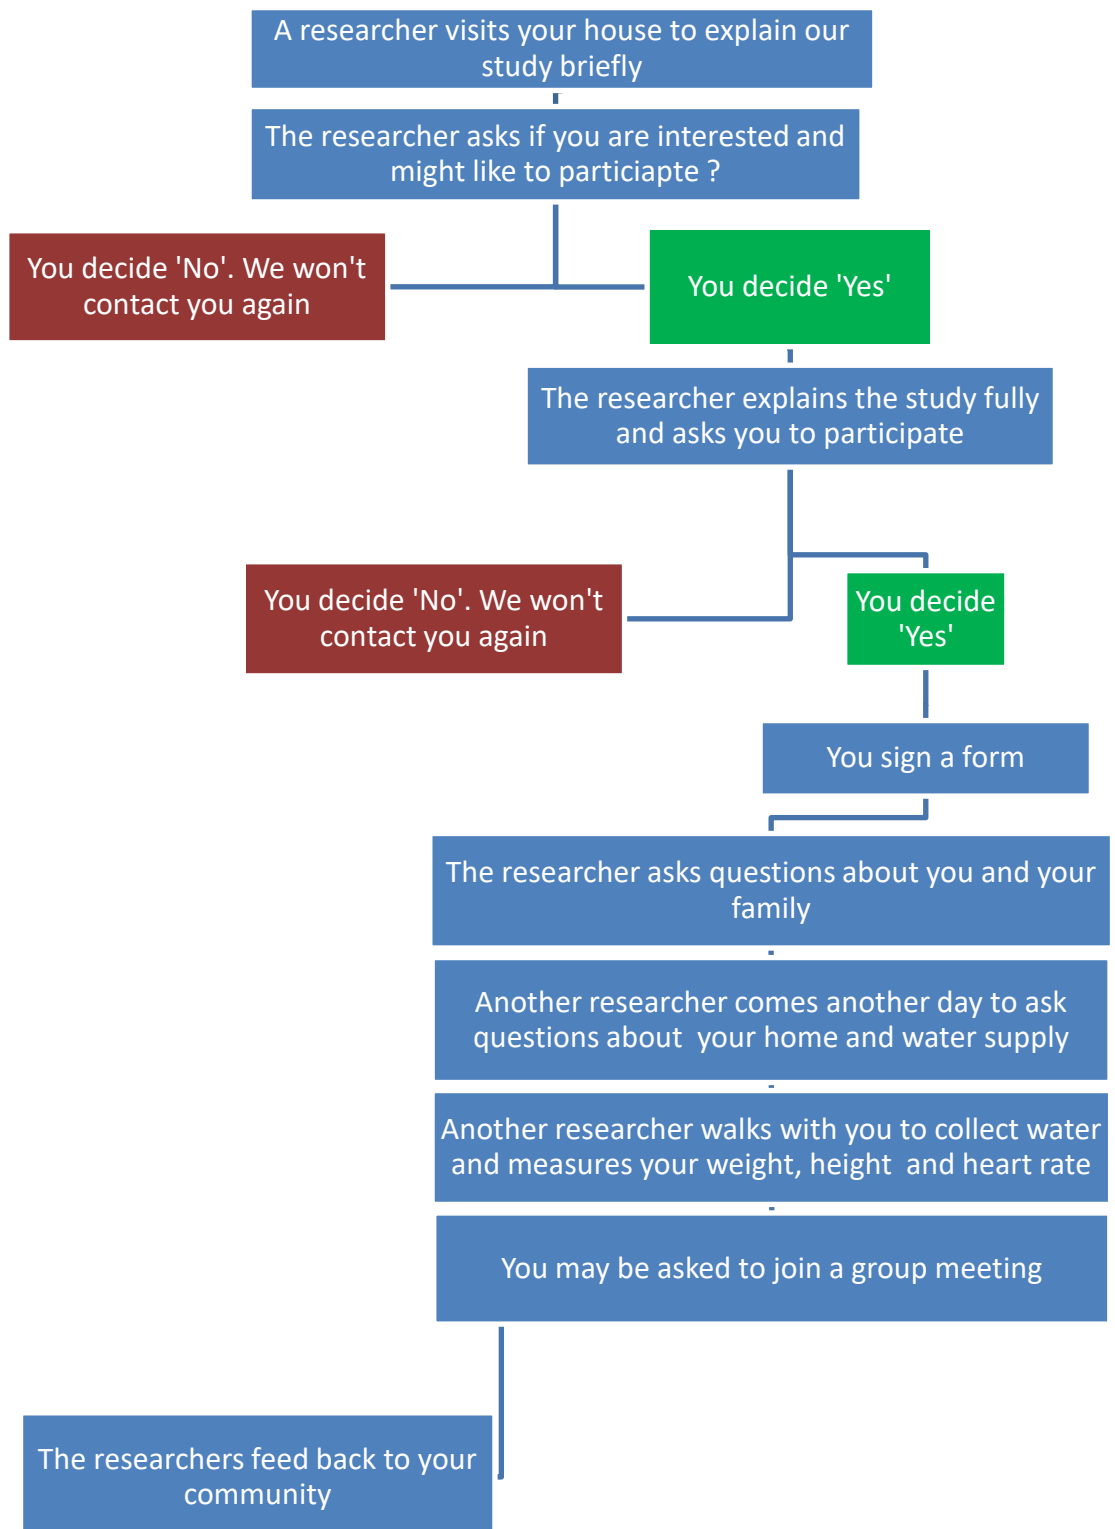 A researcher visits your house to explain our
study briefly
The researcher asks if you are interested and
might like to particiapte ?
You decide 'No'. We won't
contact you again
You decide 'Yes'
The researcher explains the study fully
and asks you to participate
You decide 'No'. We won't
contact you again
You decide
'Yes'
You sign a form
The researcher asks questions about you and your
family
Another researcher comes another day to ask
questions about  your home and water supply
Another researcher walks with you to collect water
and measures your weight, height  and heart rate
You may be asked to join a group meeting
The researchers feed back to your
community